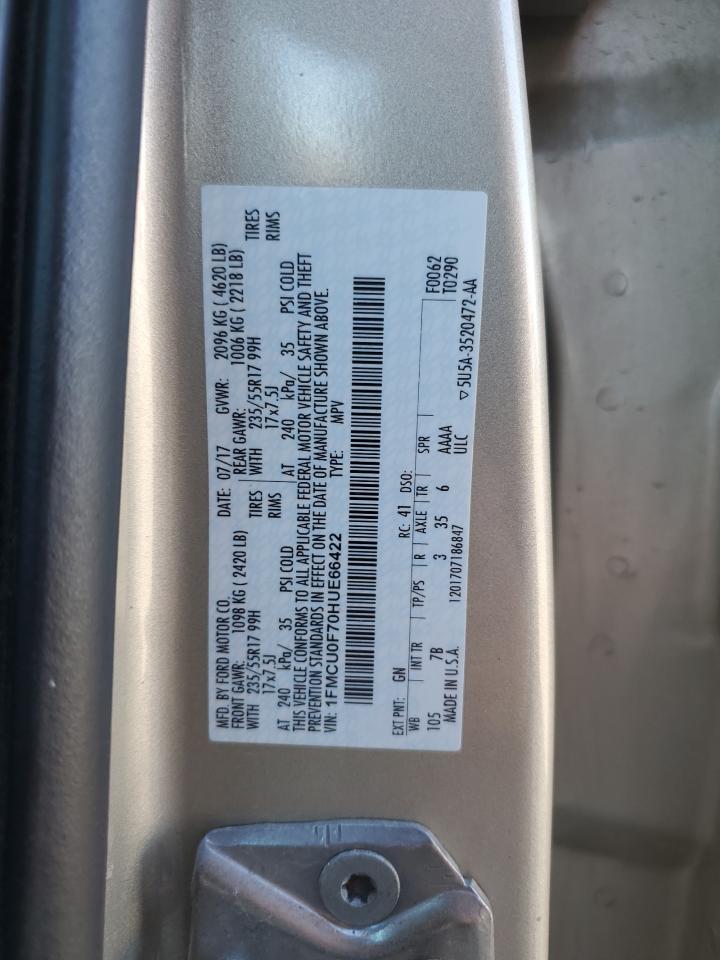 MFD. BY FORD MOTOR CO. DATE: 07/17 GVWR: 2096 KG ( 4620 LB)
FRONT GAWR: 1098 KG ( 2420 LB) REAR GAWR: 1006 KG ( 2218 LB)
WITH 235/55R17 99H TIRES WITH 235/55R17 99H TIRES
17x7.5J RIMS 17x7.5J RIMS
AT 240 kPa/ 35 PSI COLD AT 240 kPa/ 35 PSI COLD
THIS VEHICLE CONFORMS TO ALL APPLICABLE FEDERAL MOTOR VEHICLE SAFETY AND THEFT
PREVENTION STANDARDS IN EFFECT ON THE DATE OF MANUFACTURE SHOWN ABOVE.
VIN: 1FMCU0F70HUE66422 TYPE: MPV
EXT PNT: GN RC: 41 DSO: F0062
WB INT TR TP/PS R AXLE TR SPR T0290
105 7B 3 35 6 AAAA
MADE IN U.S.A. 1201707186847 ULC ▽5U5A-3520472-AA